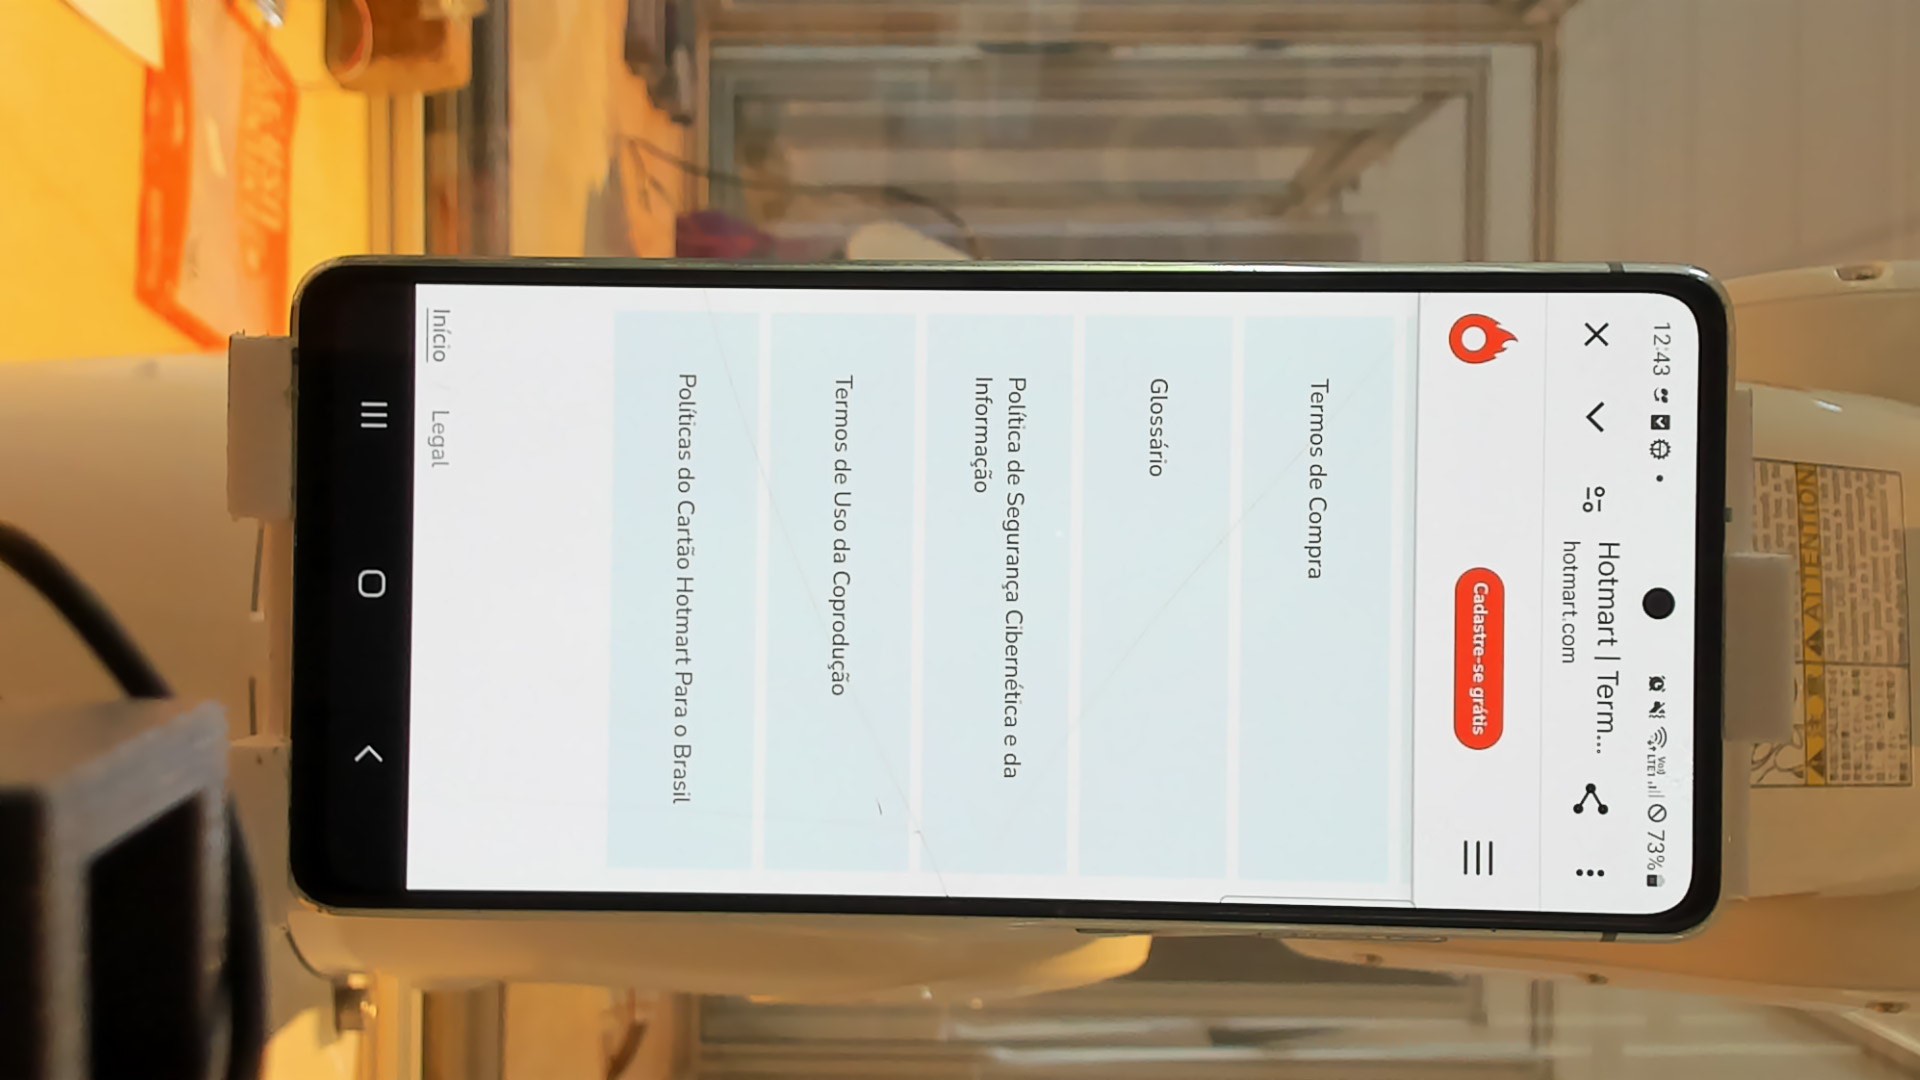 12:43
73%
Hotmart | Term...
hotmart.com
Cadastre-se grátis
Termos de Compra
Glossário
Política de Segurança Cibernética e da
Informação
Termos de Uso da Coprodução
Políticas do Cartão Hotmart Para o Brasil
Início / Legal
ATTENTION